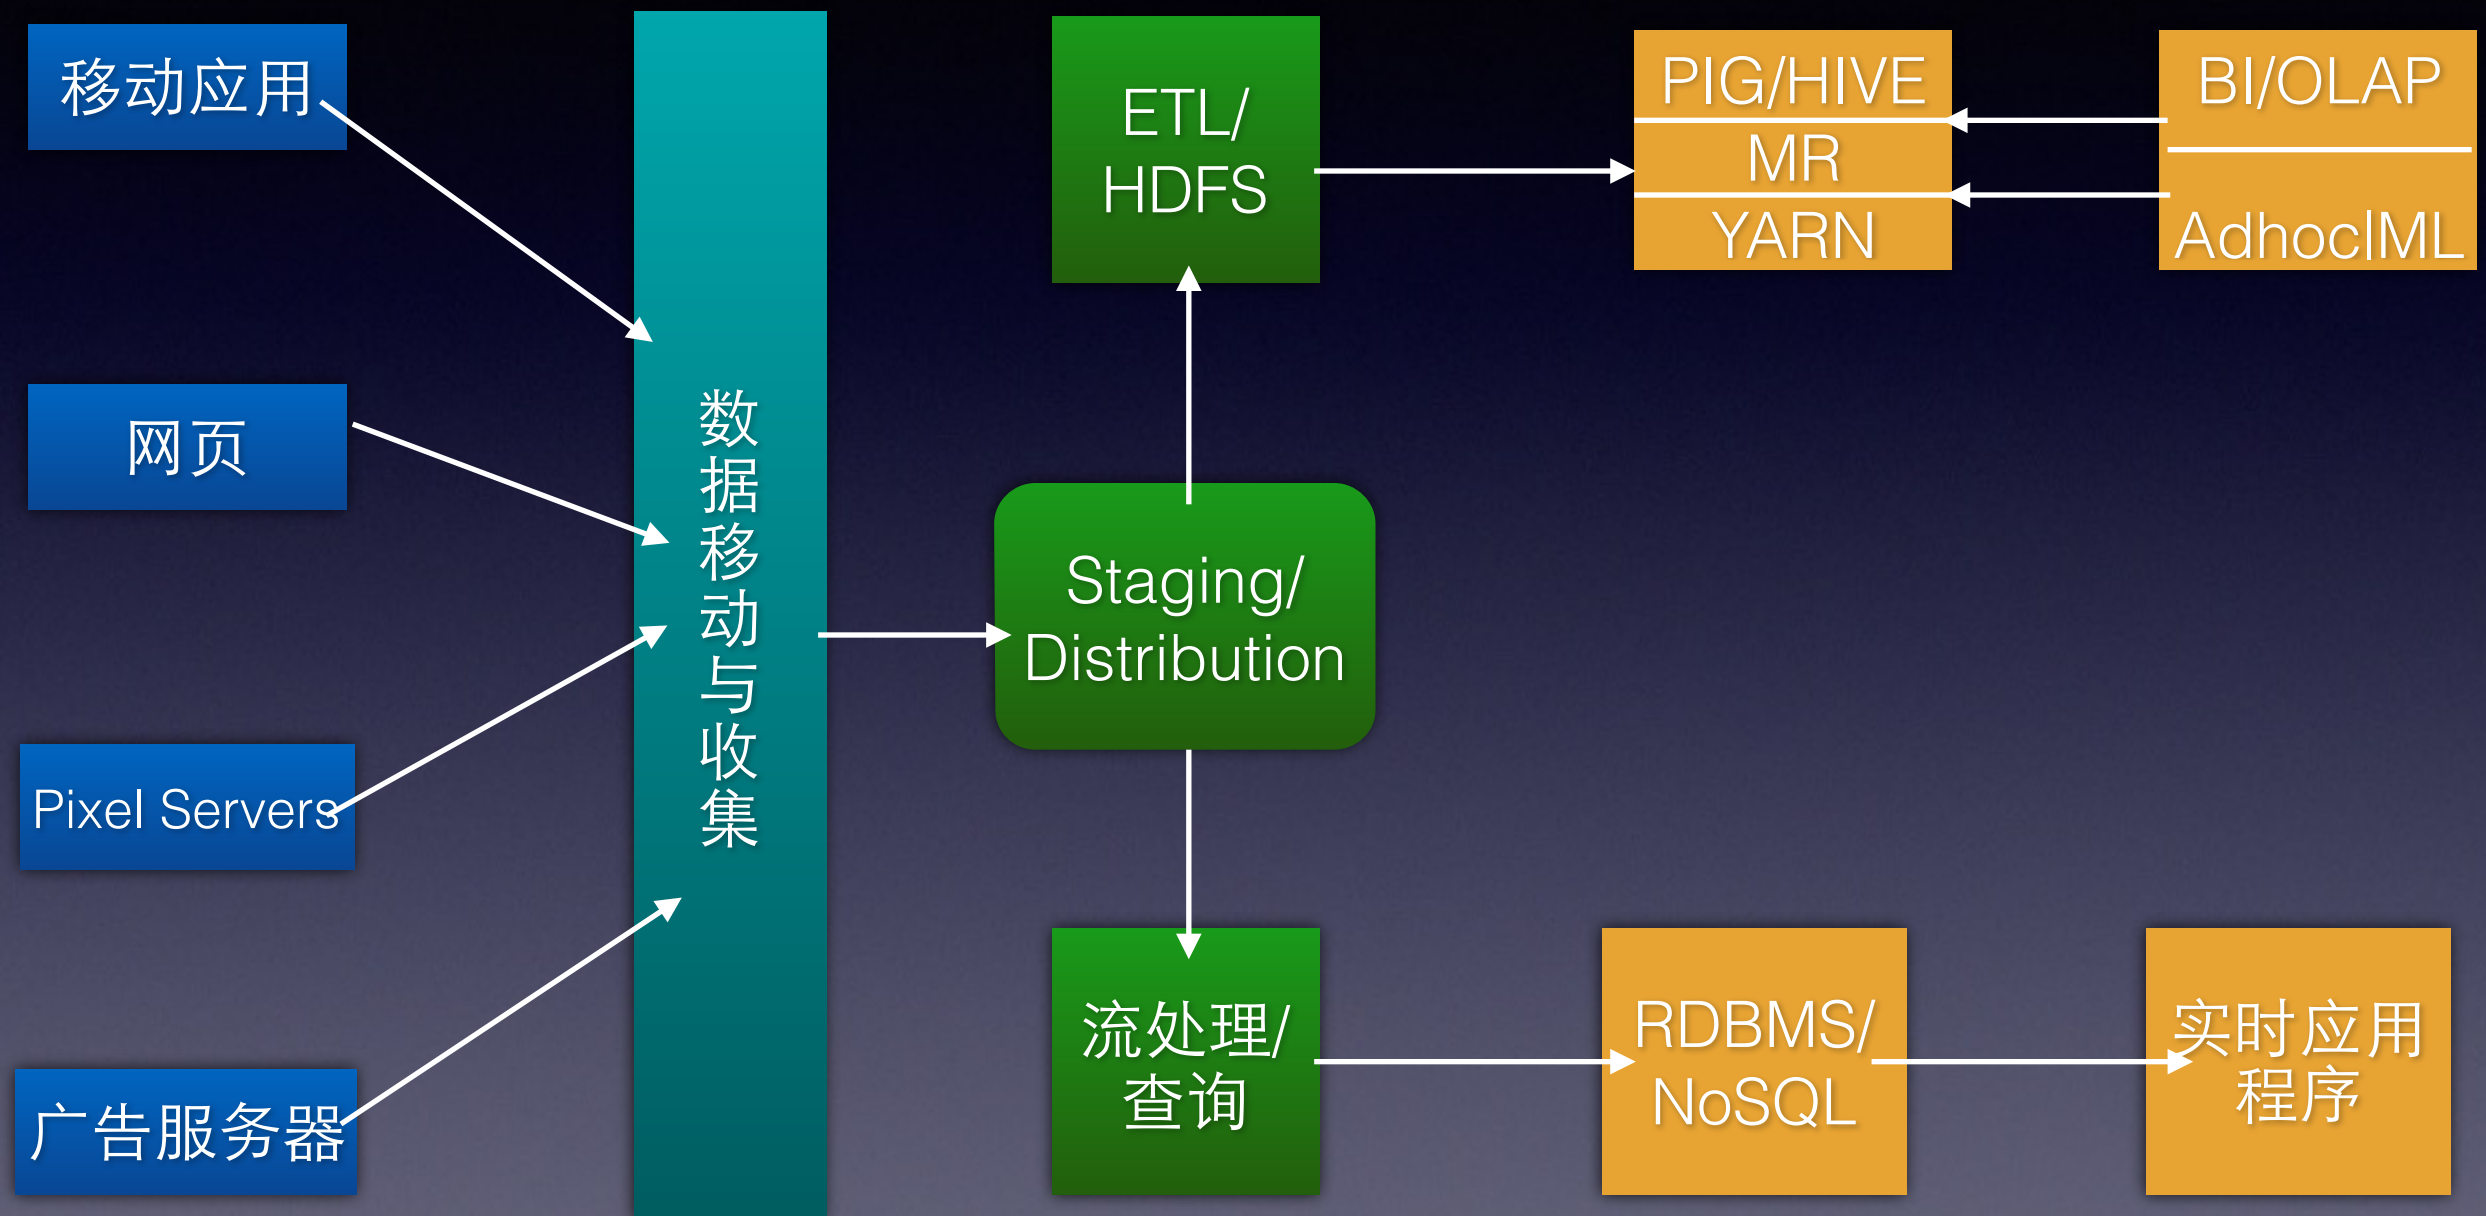 移动应用
网页
Pixel Servers
广告服务器
数据移动与收集
ETL/
HDFS
Staging/
Distribution
流处理/
查询
PIG/HIVE
MR
YARN
BI/OLAP
Adhoc|ML
RDBMS/
NoSQL
实时应用
程序